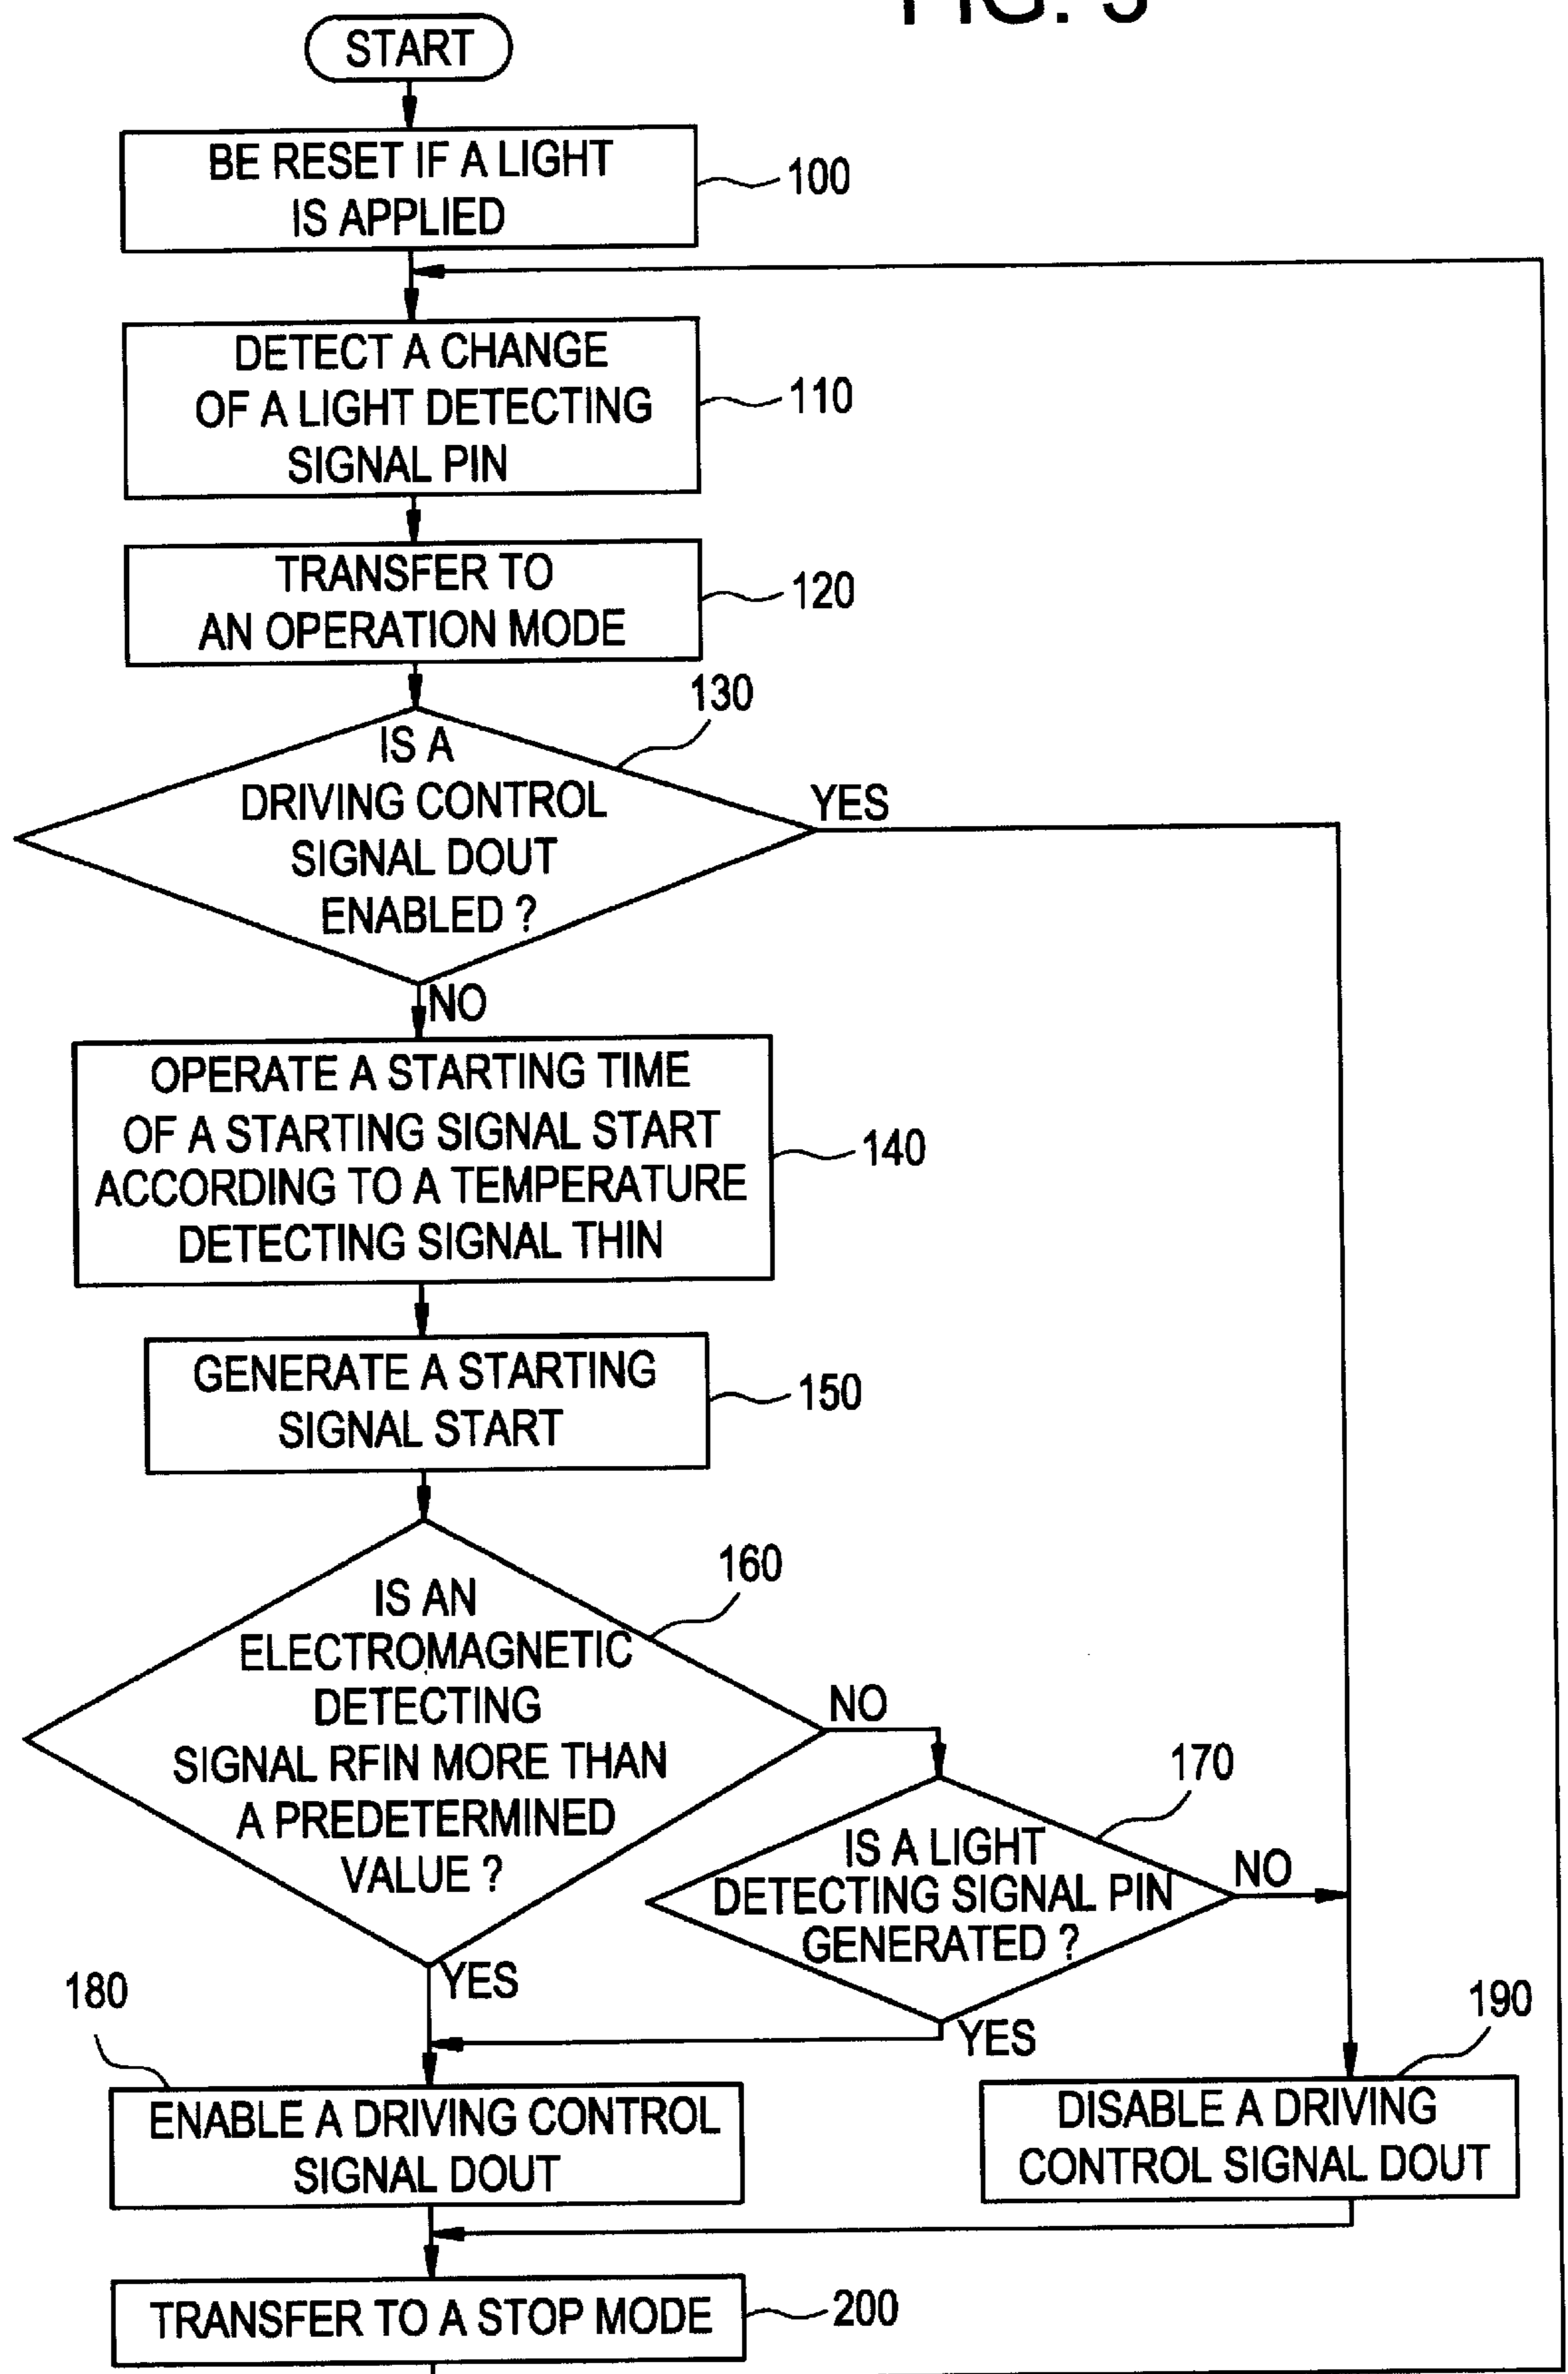 START
BE RESET IF A LIGHT
IS APPLIED
100
DETECT A CHANGE
OF A LIGHT DETECTING
SIGNAL PIN
110
TRANSFER TO
AN OPERATION MODE
120
130
IS A
DRIVING CONTROL
SIGNAL DOUT
ENABLED ?
YES
NO
OPERATE A STARTING TIME
OF A STARTING SIGNAL START
ACCORDING TO A TEMPERATURE
DETECTING SIGNAL THIN
140
GENERATE A STARTING
SIGNAL START
150
160
IS AN
ELECTROMAGNETIC
DETECTING
SIGNAL RFIN MORE THAN
A PREDETERMINED
VALUE ?
NO
YES
170
IS A LIGHT
DETECTING SIGNAL PIN
GENERATED ?
NO
YES
180
ENABLE A DRIVING CONTROL
SIGNAL DOUT
190
DISABLE A DRIVING
CONTROL SIGNAL DOUT
TRANSFER TO A STOP MODE
200